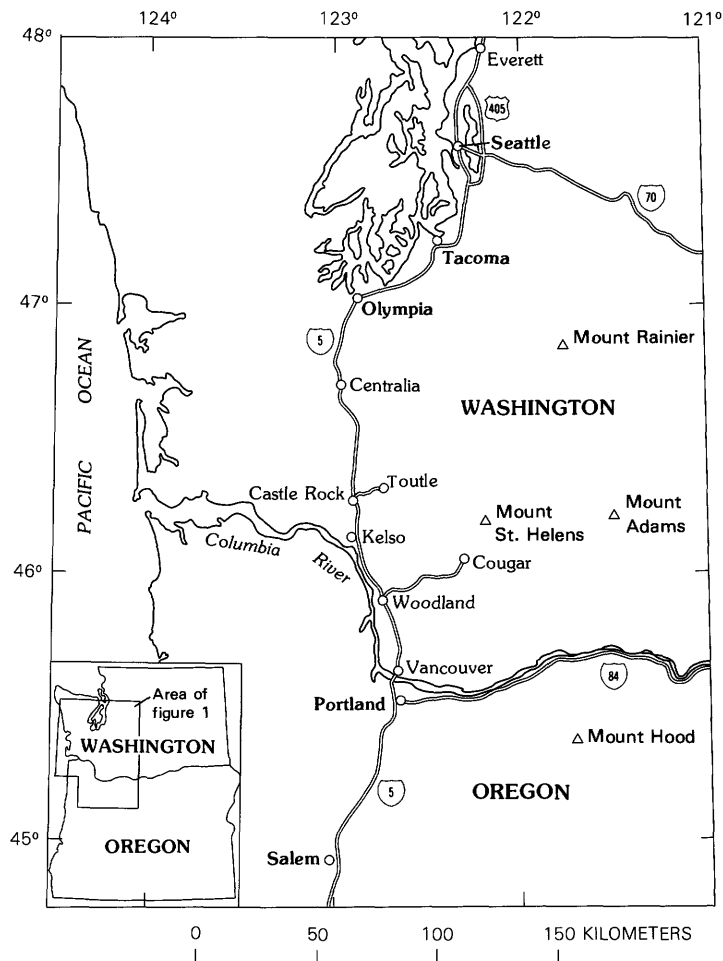 124° 123° 122° 121°
48°
Everett
405
Seattle
70
Tacoma
47°
Olympia
5
Mount Rainier
PACIFIC OCEAN
Centralia
WASHINGTON
Toutle
Castle Rock
Mount
St. Helens
Mount
Adams
Kelso
Columbia
River
46°
Cougar
Woodland
Vancouver
84
Portland
Area of
figure 1
WASHINGTON
Mount Hood
5
OREGON
45°
OREGON
Salem
0 50 100 150 KILOMETERS